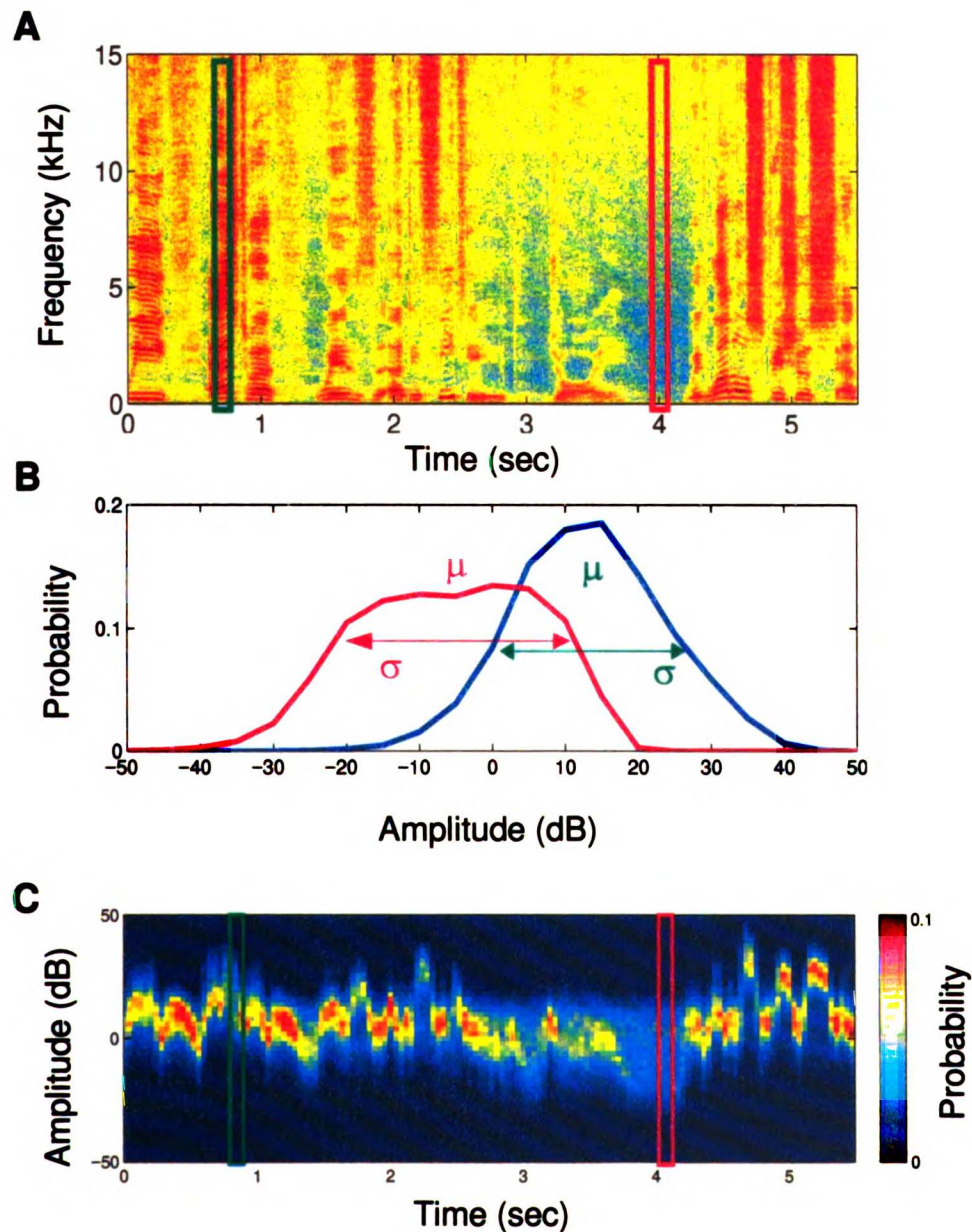 A
15
10
5
0
Frequency (kHz)
0 1 2 3 4 5
Time (sec)
B
0.2
0.1
0
Probability
μ μ
σ σ
-50 -40 -30 -20 -10 0 10 20 30 40 50
Amplitude (dB)
C
50
0
-50
Amplitude (dB)
0 1 2 3 4 5
Time (sec)
0.1
0
Probability